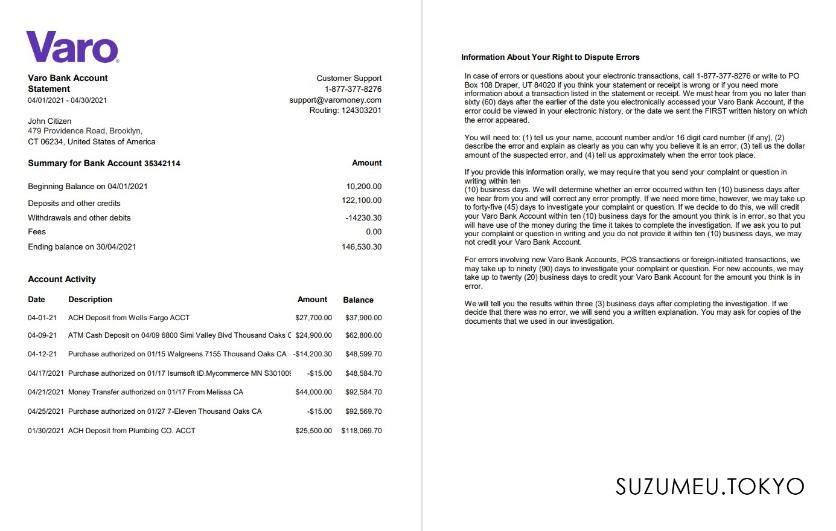 Varo
Varo Bank Account
Statement
04/01/2021 - 04/30/2021
Customer Support
1-877-377-8276
support@varomoney.com
Routing: 124303201
John Citizen
479 Providence Road, Brooklyn,
CT 06234, United States of America
Summary for Bank Account 35342114 Amount
Beginning Balance on 04/01/2021 10,200.00
Deposits and other credits 122,100.00
Withdrawals and other debits -14230.30
Fees 0.00
Ending balance on 30/04/2021 146,530.30
Account Activity
Date Description Amount Balance
04-01-21 ACH Deposit from Wells Fargo ACCT $27,700.00 $37,900.00
04-09-21 ATM Cash Deposit on 04/09 6800 Simi Valley Blvd Thousand Oaks C $24,900.00 $62,800.00
04-12-21 Purchase authorized on 01/15 Walgreens 7155 Thousand Oaks CA -$14,200.30 $48,599.70
04/17/2021 Purchase authorized on 01/17 Isumsoft ID.Mycommerce MN S30100 -$15.00 $48,584.70
04/21/2021 Money Transfer authorized on 01/17 From Melissa CA $44,000.00 $92,584.70
04/25/2021 Purchase authorized on 01/27 7-Eleven Thousand Oaks CA -$15.00 $92,569.70
01/30/2021 ACH Deposit from Plumbing CO. ACCT $25,500.00 $118,069.70
Information About Your Right to Dispute Errors
In case of errors or questions about your electronic transactions, call 1-877-377-8276 or write to PO
Box 108 Draper, UT 84020 if you think your statement or receipt is wrong or if you need more
information about a transaction listed in the statement or receipt. We must hear from you no later than
sixty (60) days after the earlier of the date you electronically accessed your Varo Bank Account, if the
error could be viewed in your electronic history, or the date we sent the FIRST written history on which
the error appeared.
You will need to: (1) tell us your name, account number and/or 16 digit card number (if any), (2)
describe the error and explain as clearly as you can why you believe it is an error, (3) tell us the dollar
amount of the suspected error, and (4) tell us approximately when the error took place.
If you provide this information orally, we may require that you send your complaint or question in
writing within ten
(10) business days. We will determine whether an error occurred within ten (10) business days after
we hear from you and will correct any error promptly. If we need more time, however, we may take up
to forty-five (45) days to investigate your complaint or question. If we decide to do this, we will credit
your Varo Bank Account within ten (10) business days for the amount you think is in error, so that you
will have use of the money during the time it takes to complete the investigation. If we ask you to put
your complaint or question in writing and you do not provide it within ten (10) business days, we may
not credit your Varo Bank Account.
For errors involving new Varo Bank Accounts, POS transactions or foreign-initiated transactions, we
may take up to ninety (90) days to investigate your complaint or question. For new accounts, we may
take up to twenty (20) business days to credit your Varo Bank Account for the amount you think is in
error.
We will tell you the results within three (3) business days after completing the investigation. If we
decide that there was no error, we will send you a written explanation. You may ask for copies of the
documents that we used in our investigation.
SUZUMEU.TOKYO